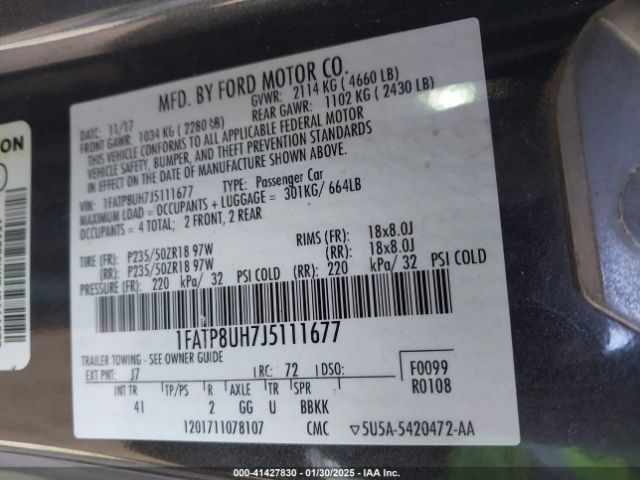 MFD. BY FORD MOTOR CO.
DATE: 11/17 GVWR: 2114 KG ( 4660 LB)
FRONT GAWR: 1034 KG ( 2280 LB) REAR GAWR: 1102 KG ( 2430 LB)
THIS VEHICLE CONFORMS TO ALL APPLICABLE FEDERAL MOTOR
VEHICLE SAFETY, BUMPER, AND THEFT PREVENTION STANDARDS
IN EFFECT ON THE DATE OF MANUFACTURE SHOWN ABOVE.
VIN: 1FATP8UH7J5111677 TYPE: Passenger Car
MAXIMUM LOAD = OCCUPANTS + LUGGAGE = 301KG/ 664LB
OCCUPANTS = 4 TOTAL; 2 FRONT, 2 REAR
TIRE (FR): P235/50ZR18 97W RIMS (FR): 18x8.0J
(RR): P235/50ZR18 97W (RR): 18x8.0J
PRESSURE (FR): 220 kPa/ 32 PSI COLD (RR): 220 kPa/ 32 PSI COLD
1FATP8UH7J5111677
TRAILER TOWING - SEE OWNER GUIDE
EXT PNT: J7 RC: 72 DSO: F0099
INT TR TP/PS R AXLE TR SPR R0108
41 2 GG U BBKK
1201711078107 CMC ▽5U5A-5420472-AA
ON
000-41427830 - 01/30/2025 - IAAI.COM